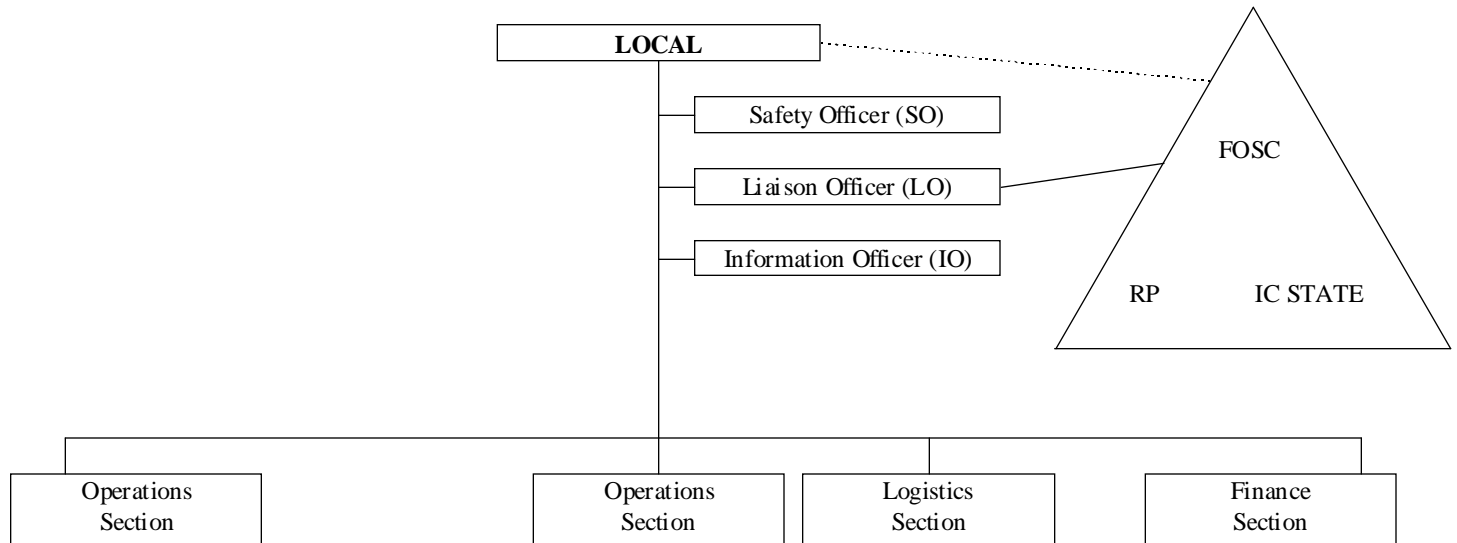 LOCAL
Safety Officer (SO)
Liaison Officer (LO)
Information Officer (IO)
FOSC
RP
IC STATE
Operations
Section
Operations
Section
Logistics
Section
Finance
Section